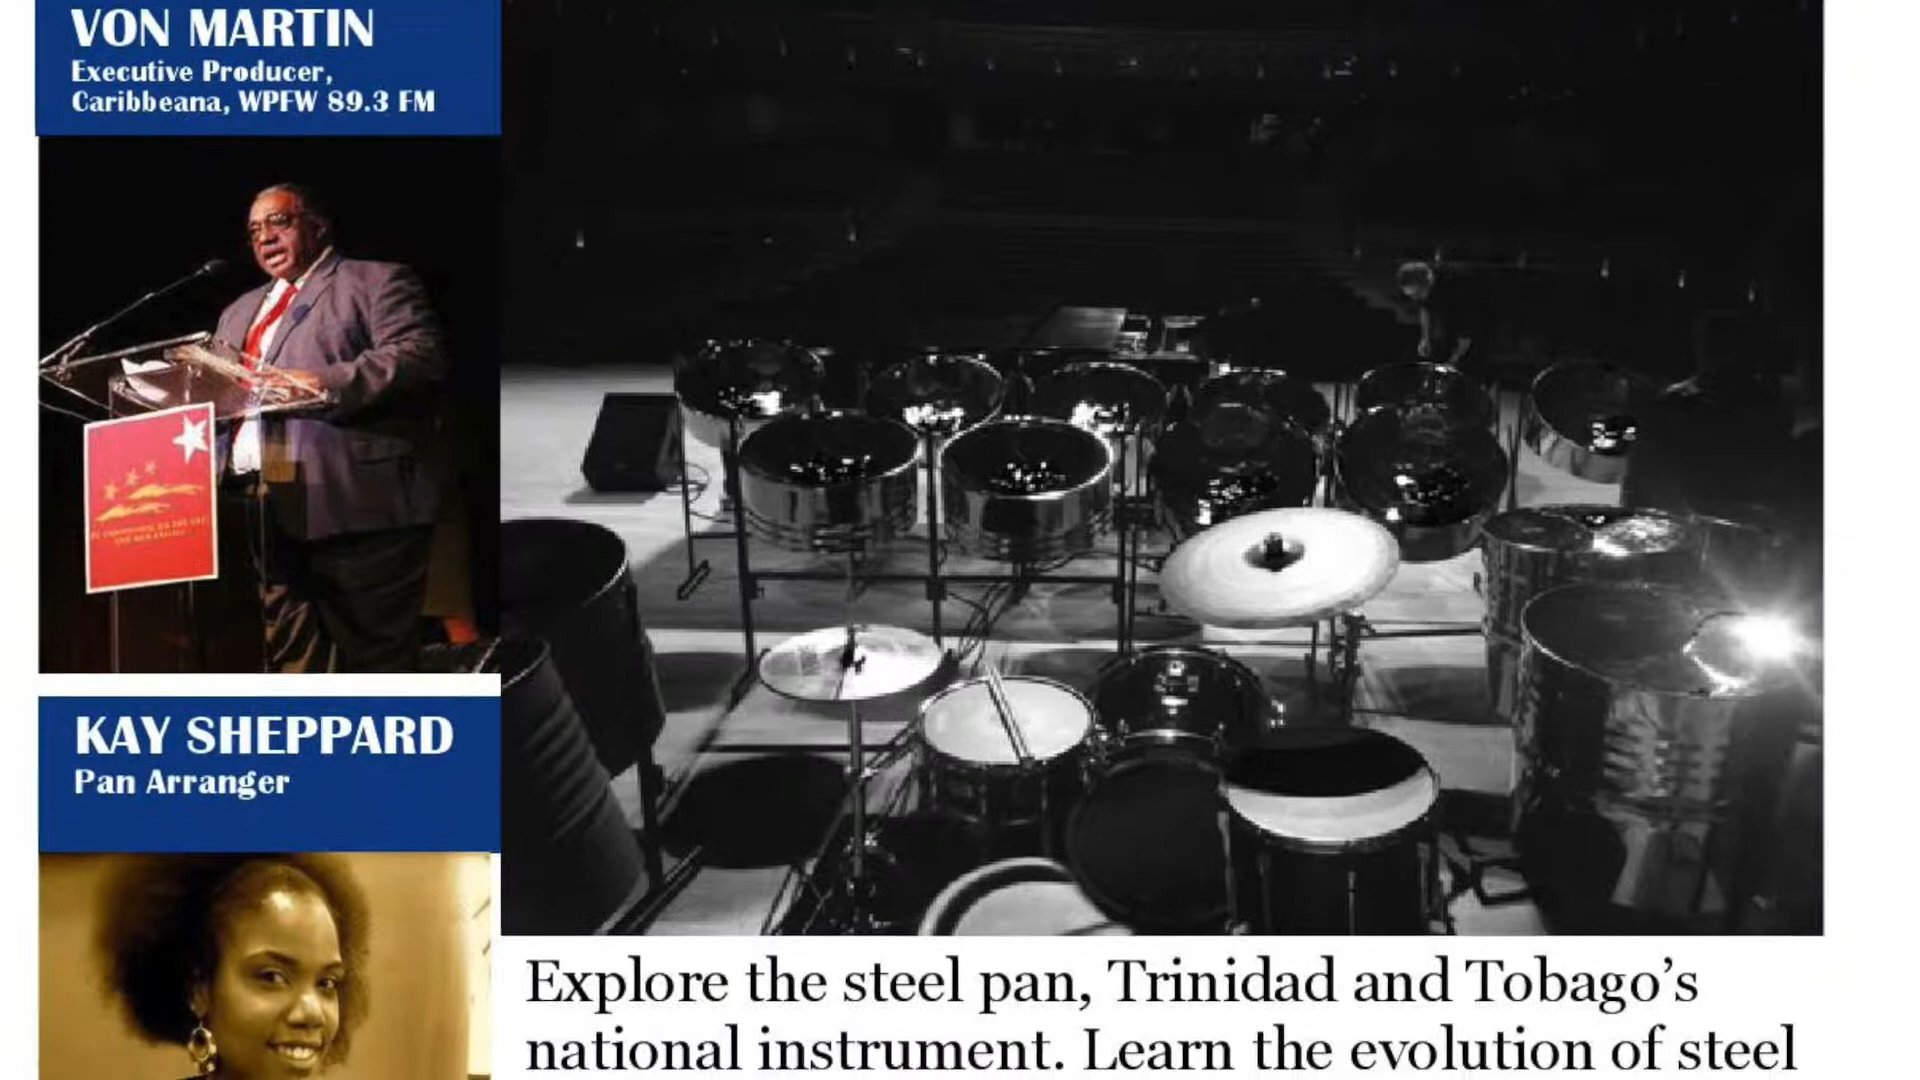 VON MARTIN
Executive Producer,
Caribbeana, WPFW 89.3 FM
KAY SHEPPARD
Pan Arranger
Explore the steel pan, Trinidad and Tobago’s
national instrument. Learn the evolution of steel